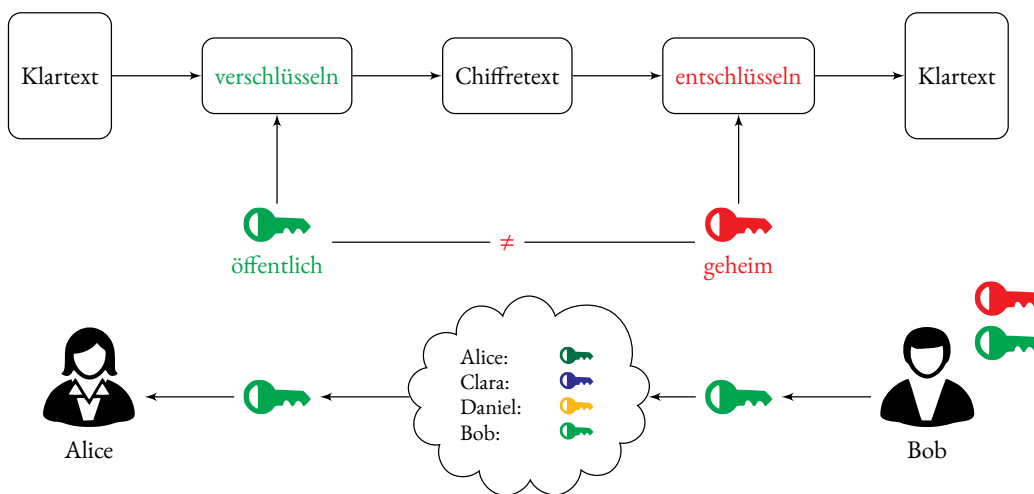 Klartext
verschlüsseln
Chiffretext
entschlüsseln
Klartext
öffentlich
≠
geheim
Alice:
Clara:
Daniel:
Bob:
Alice
Bob